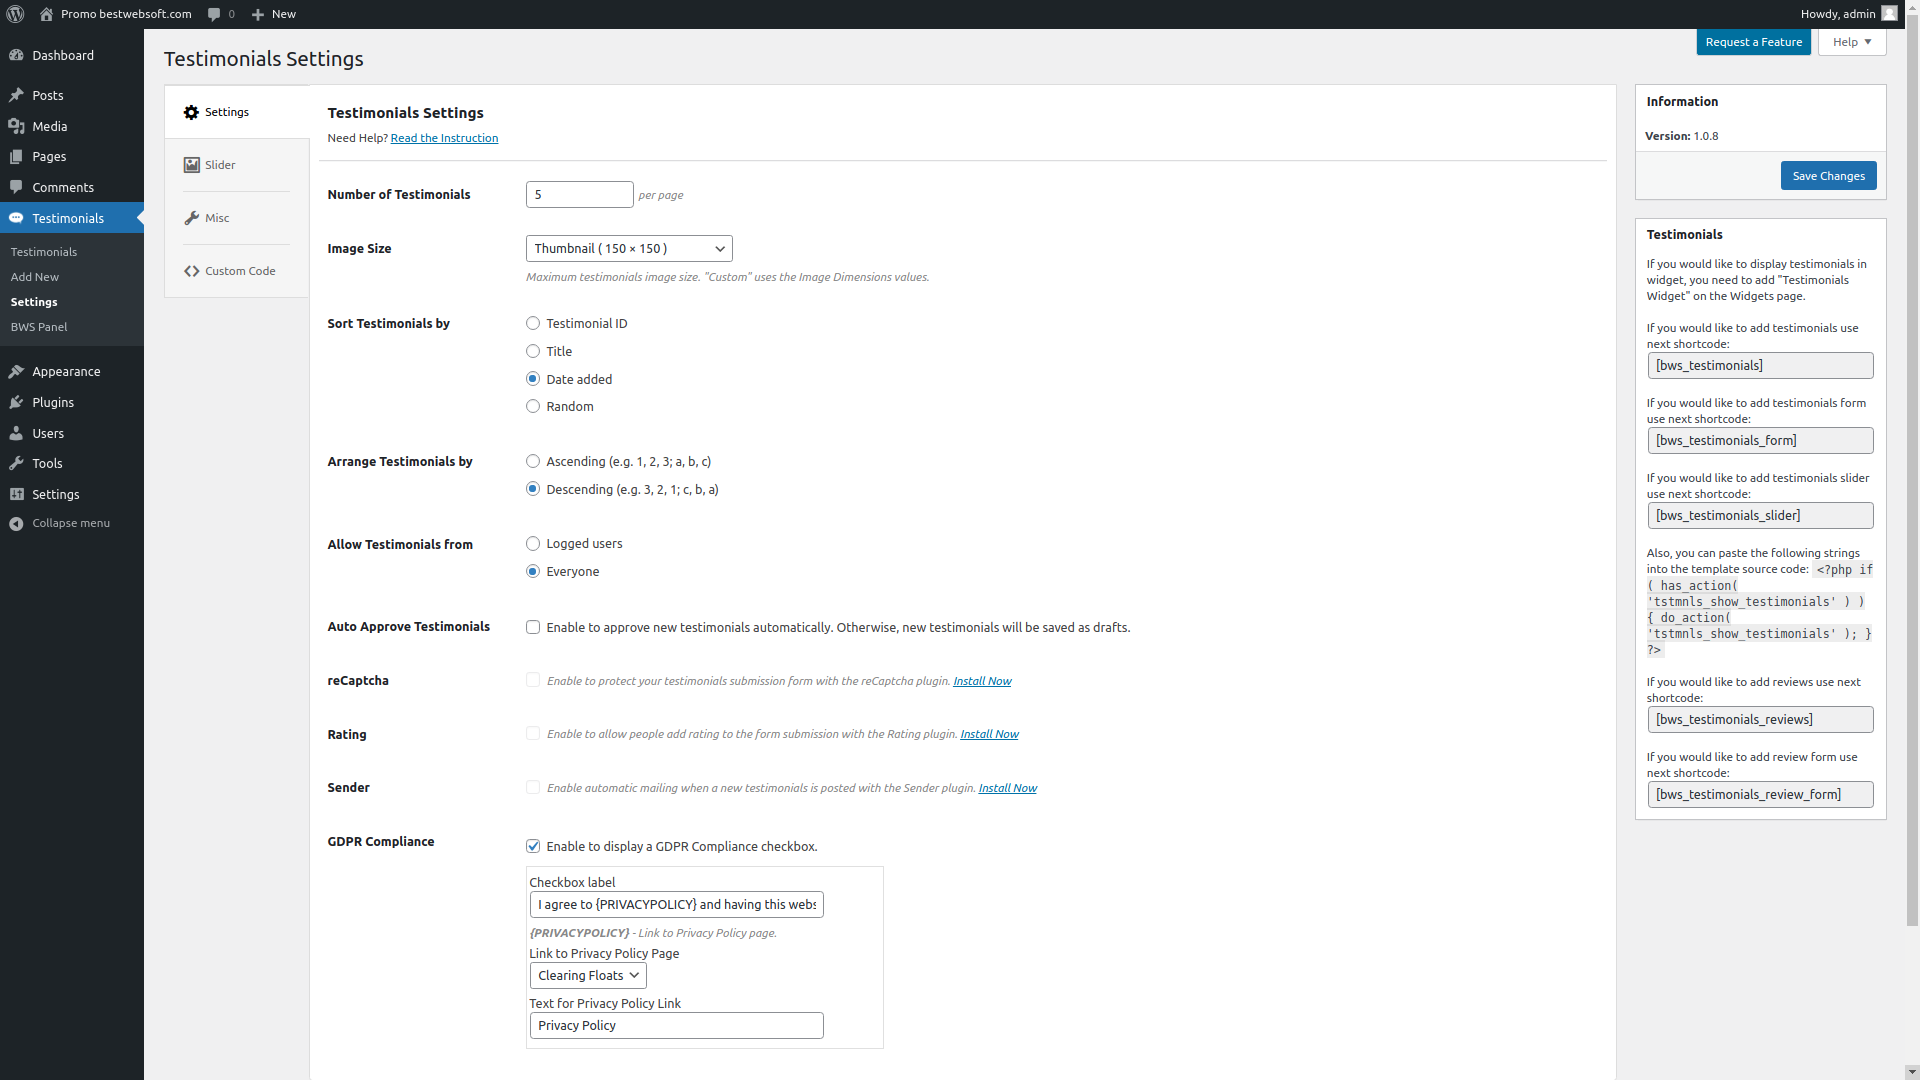 Promo bestwebsoft.com
0
New
Howdy, admin
Dashboard
Posts
Media
Pages
Comments
Testimonials
Testimonials
Add New
Settings
BWS Panel
Appearance
Plugins
Users
Tools
Settings
Collapse menu
Testimonials Settings
Request a Feature
Help
Settings
Slider
Misc
Custom Code
Testimonials Settings
Need Help? Read the Instruction
Number of Testimonials
5
per page
Image Size
Thumbnail ( 150 × 150 )
Maximum testimonials image size. "Custom" uses the Image Dimensions values.
Sort Testimonials by
Testimonial ID
Title
Date added
Random
Arrange Testimonials by
Ascending (e.g. 1, 2, 3; a, b, c)
Descending (e.g. 3, 2, 1; c, b, a)
Allow Testimonials from
Logged users
Everyone
Auto Approve Testimonials
Enable to approve new testimonials automatically. Otherwise, new testimonials will be saved as drafts.
reCaptcha
Enable to protect your testimonials submission form with the reCaptcha plugin. Install Now
Rating
Enable to allow people add rating to the form submission with the Rating plugin. Install Now
Sender
Enable automatic mailing when a new testimonials is posted with the Sender plugin. Install Now
GDPR Compliance
Enable to display a GDPR Compliance checkbox.
Checkbox label
I agree to {PRIVACYPOLICY} and having this webs
{PRIVACYPOLICY} - Link to Privacy Policy page.
Link to Privacy Policy Page
Clearing Floats
Text for Privacy Policy Link
Privacy Policy
Information
Version: 1.0.8
Save Changes
Testimonials
If you would like to display testimonials in
widget, you need to add "Testimonials
Widget" on the Widgets page.
If you would like to add testimonials use
next shortcode:
[bws_testimonials]
If you would like to add testimonials form
use next shortcode:
[bws_testimonials_form]
If you would like to add testimonials slider
use next shortcode:
[bws_testimonials_slider]
Also, you can paste the following strings
into the template source code: <?php if
( has_action(
'tstmnls_show_testimonials' ) )
{ do_action(
'tstmnls_show_testimonials' ); }
?>
If you would like to add reviews use next
shortcode:
[bws_testimonials_reviews]
If you would like to add review form use
next shortcode:
[bws_testimonials_review_form]